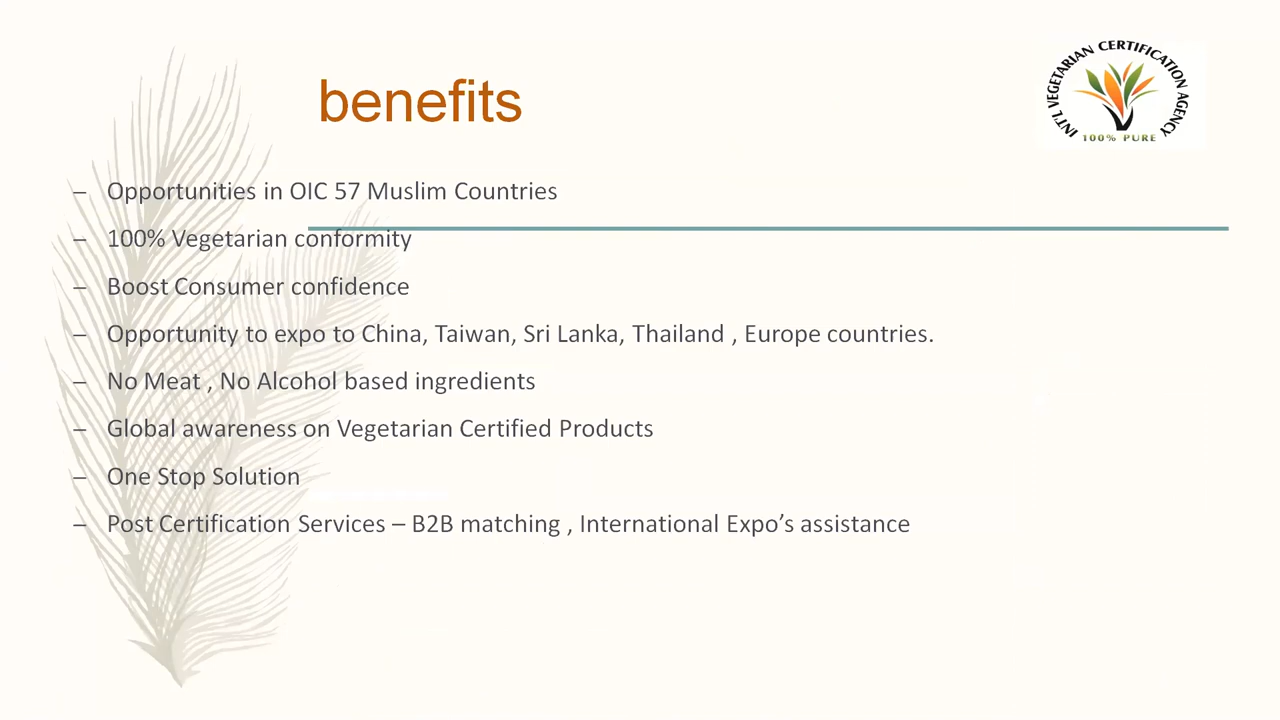 benefits
INT'L VEGETARIAN CERTIFICATION AGENCY
100% PURE
– Opportunities in OIC 57 Muslim Countries
– 100% Vegetarian conformity
– Boost Consumer confidence
– Opportunity to expo to China, Taiwan, Sri Lanka, Thailand , Europe countries.
– No Meat , No Alcohol based ingredients
– Global awareness on Vegetarian Certified Products
– One Stop Solution
– Post Certification Services – B2B matching , International Expo’s assistance